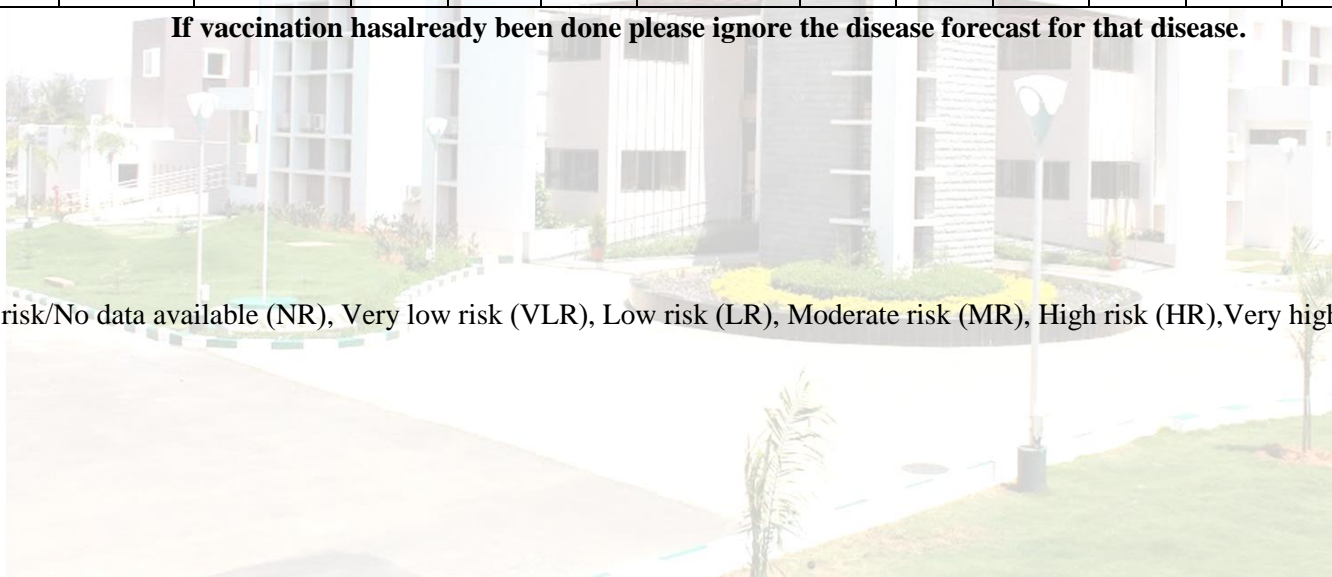 If vaccination hasalready been done please ignore the disease forecast for that disease.
risk/No data available (NR), Very low risk (VLR), Low risk (LR), Moderate risk (MR), High risk (HR),Very high